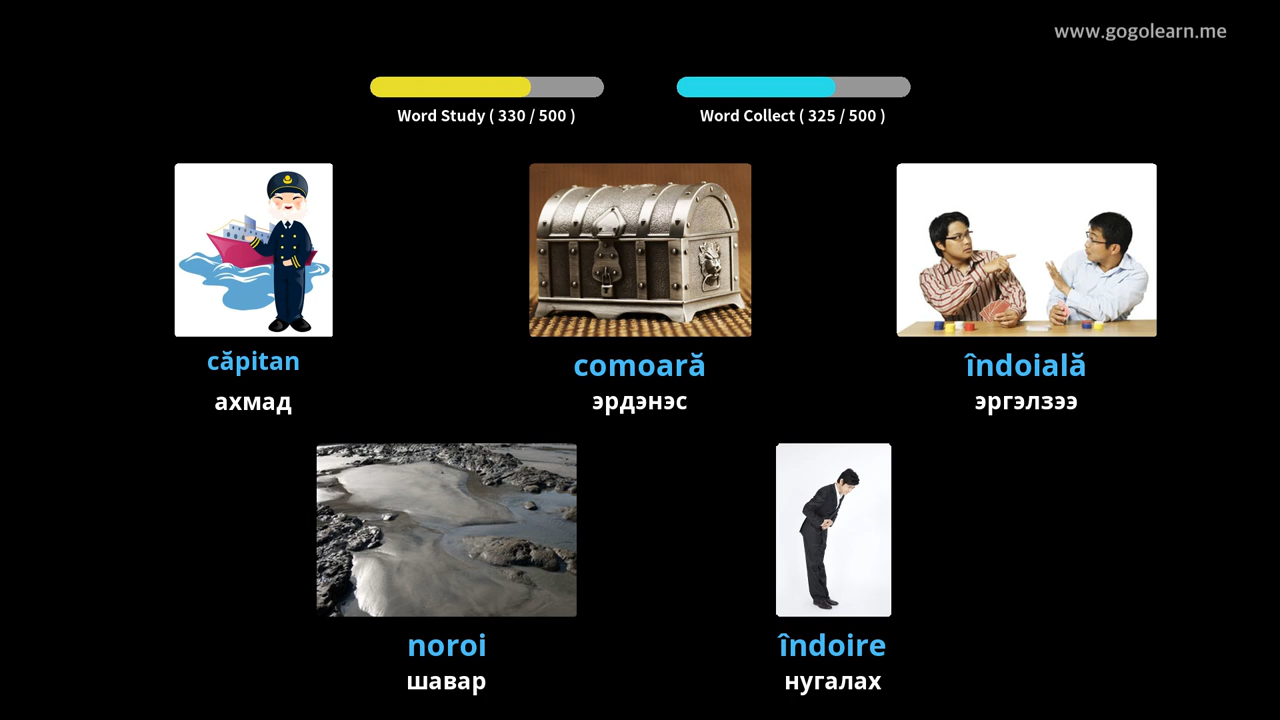 www.gogolearn.me
Word Study ( 330 / 500 )
Word Collect ( 325 / 500 )
căpitan
ахмад
comoară
эрдэнэс
îndoială
эргэлзээ
noroi
шавар
îndoire
нугалах